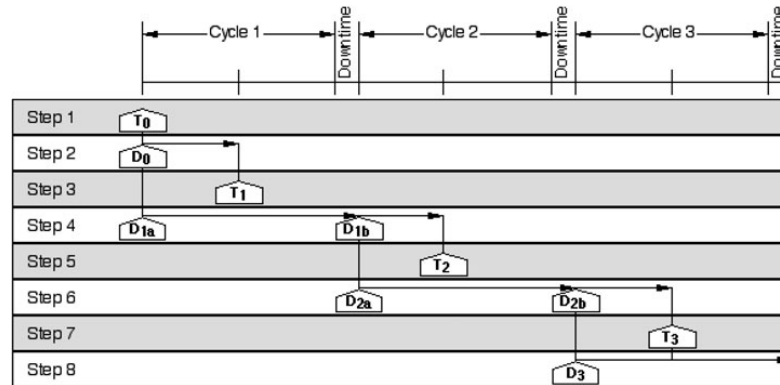 Cycle 1 Downtime Cycle 2 Downtime Cycle 3 Downtime
Step 1 T0
Step 2 D0
Step 3 T1
Step 4 D1a D1b
Step 5 T2
Step 6 D2a D2b
Step 7 T3
Step 8 D3